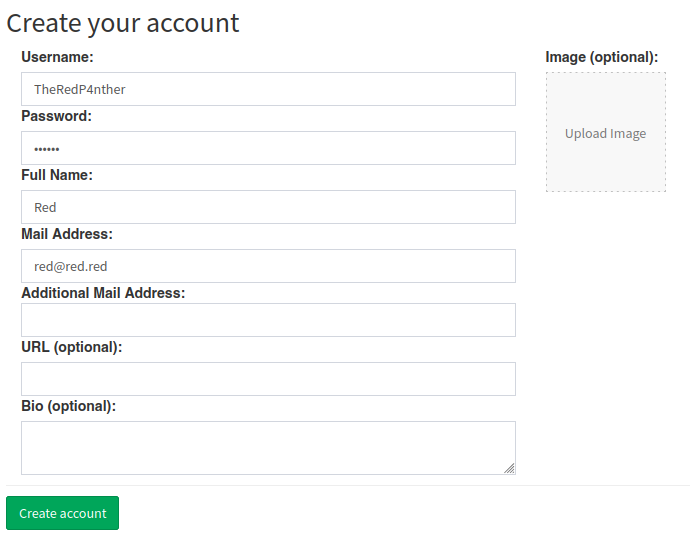 Create your account
Username:
TheRedP4nther
Password:
••••••
Full Name:
Red
Mail Address:
red@red.red
Additional Mail Address:
URL (optional):
Bio (optional):
Image (optional):
Upload Image
Create account